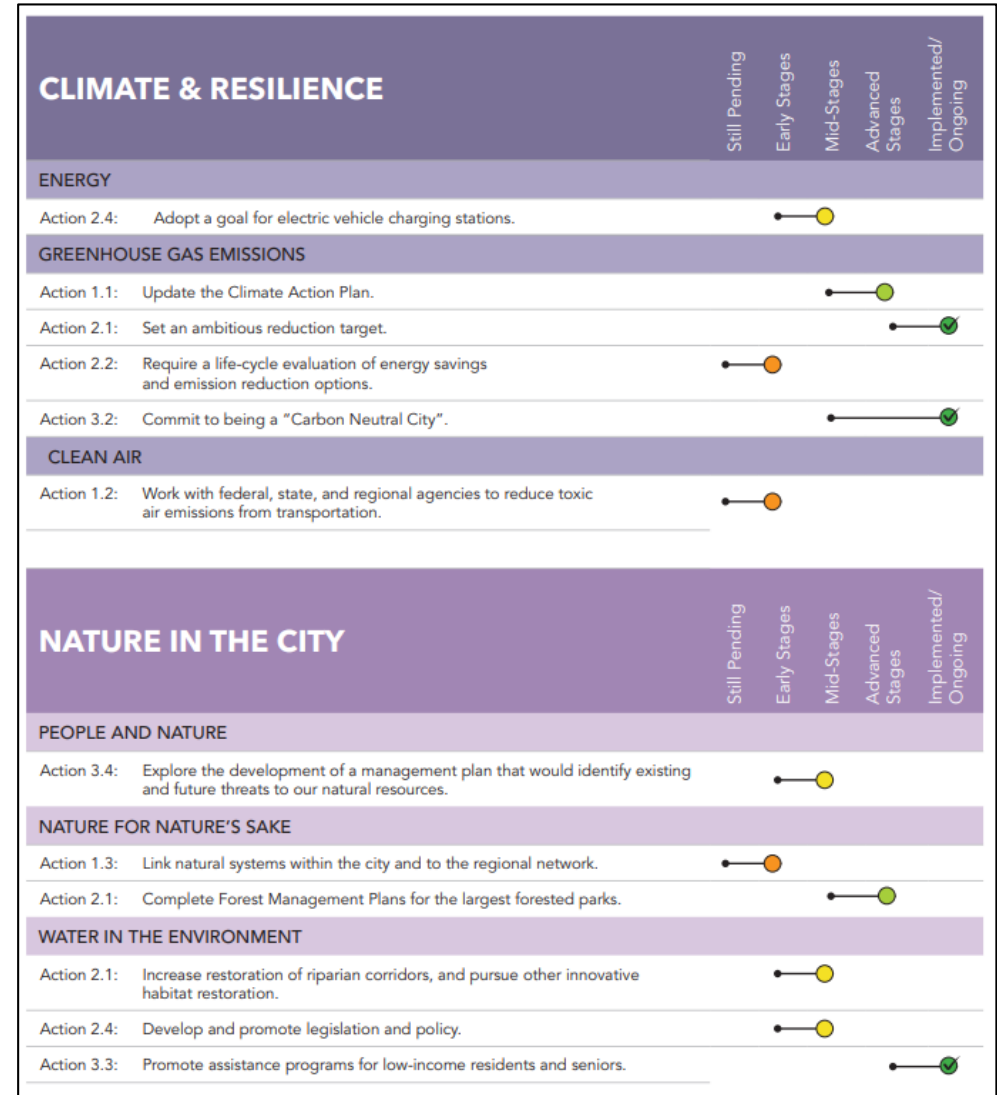 CLIMATE & RESILIENCE
Still Pending
Early Stages
Mid-Stages
Advanced
Stages
Implemented/
Ongoing
ENERGY
Action 2.4: Adopt a goal for electric vehicle charging stations.
GREENHOUSE GAS EMISSIONS
Action 1.1: Update the Climate Action Plan.
Action 2.1: Set an ambitious reduction target.
Action 2.2: Require a life-cycle evaluation of energy savings
and emission reduction options.
Action 3.2: Commit to being a “Carbon Neutral City”.
CLEAN AIR
Action 1.2: Work with federal, state, and regional agencies to reduce toxic
air emissions from transportation.
NATURE IN THE CITY
Still Pending
Early Stages
Mid-Stages
Advanced
Stages
Implemented/
Ongoing
PEOPLE AND NATURE
Action 3.4: Explore the development of a management plan that would identify existing
and future threats to our natural resources.
NATURE FOR NATURE’S SAKE
Action 1.3: Link natural systems within the city and to the regional network.
Action 2.1: Complete Forest Management Plans for the largest forested parks.
WATER IN THE ENVIRONMENT
Action 2.1: Increase restoration of riparian corridors, and pursue other innovative
habitat restoration.
Action 2.4: Develop and promote legislation and policy.
Action 3.3: Promote assistance programs for low-income residents and seniors.